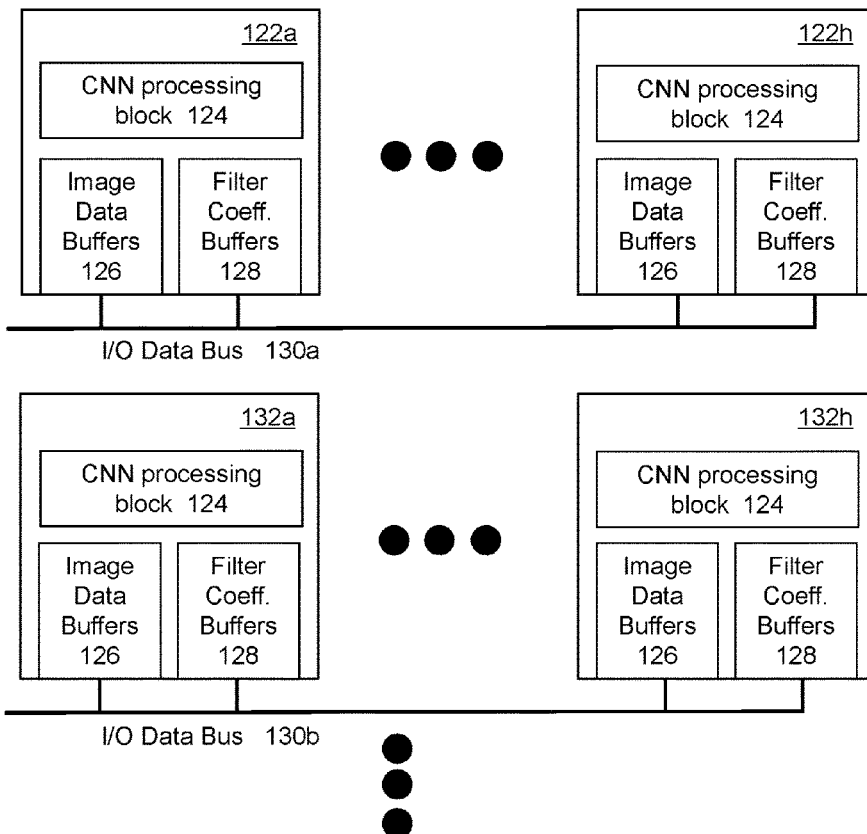 122a
CNN processing
block 124
Image
Data
Buffers
126
Filter
Coeff.
Buffers
128
122h
CNN processing
block 124
Image
Data
Buffers
126
Filter
Coeff.
Buffers
128
I/O Data Bus 130a
132a
CNN processing
block 124
Image
Data
Buffers
126
Filter
Coeff.
Buffers
128
132h
CNN processing
block 124
Image
Data
Buffers
126
Filter
Coeff.
Buffers
128
I/O Data Bus 130b